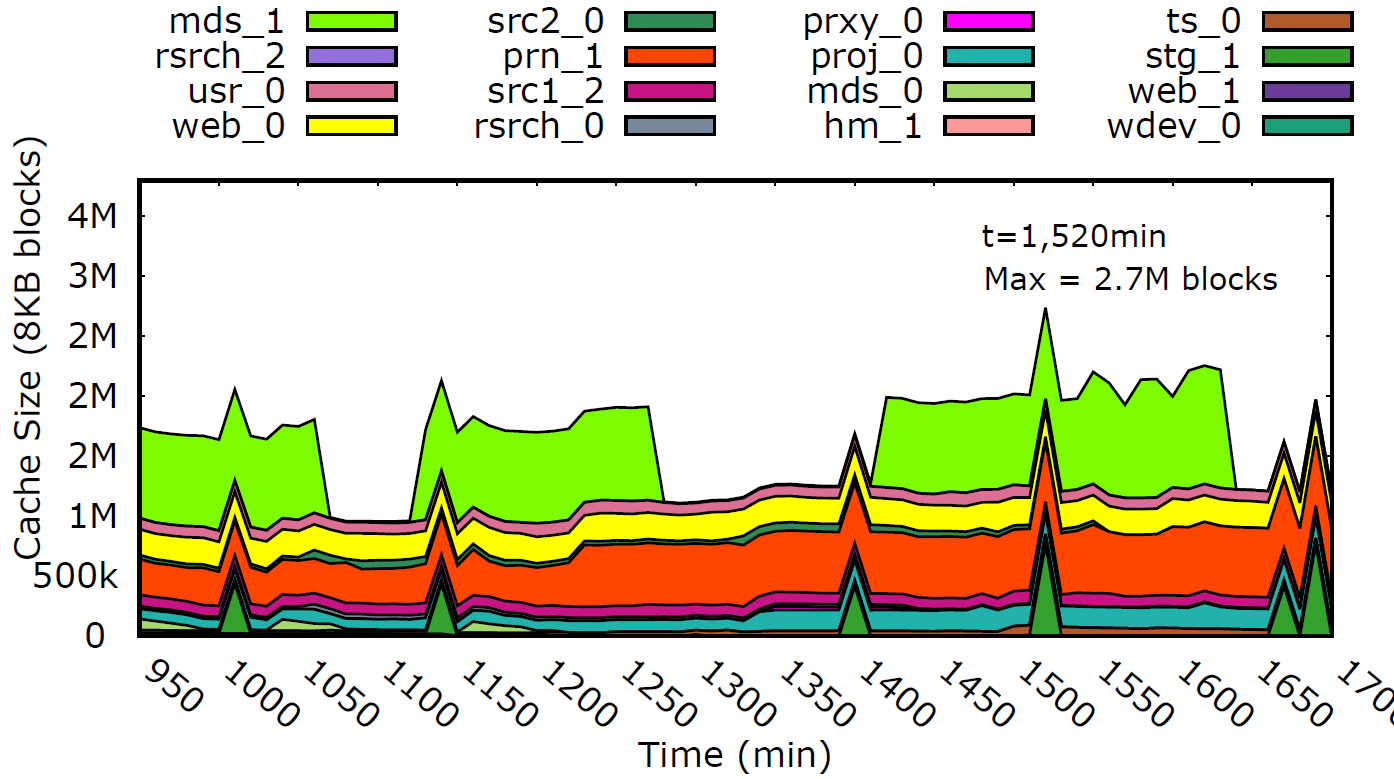 mds_1 src2_0 prxy_0 ts_0
rsrch_2 prn_1 proj_0 stg_1
usr_0 src1_2 mds_0 web_1
web_0 rsrch_0 hm_1 wdev_0
Cache Size (8KB blocks)
4M
3M
2M
2M
2M
1M
500k
0
t=1,520min
Max = 2.7M blocks
950 1000 1050 1100 1150 1200 1250 1300 1350 1400 1450 1500 1550 1600 1650 1700
Time (min)